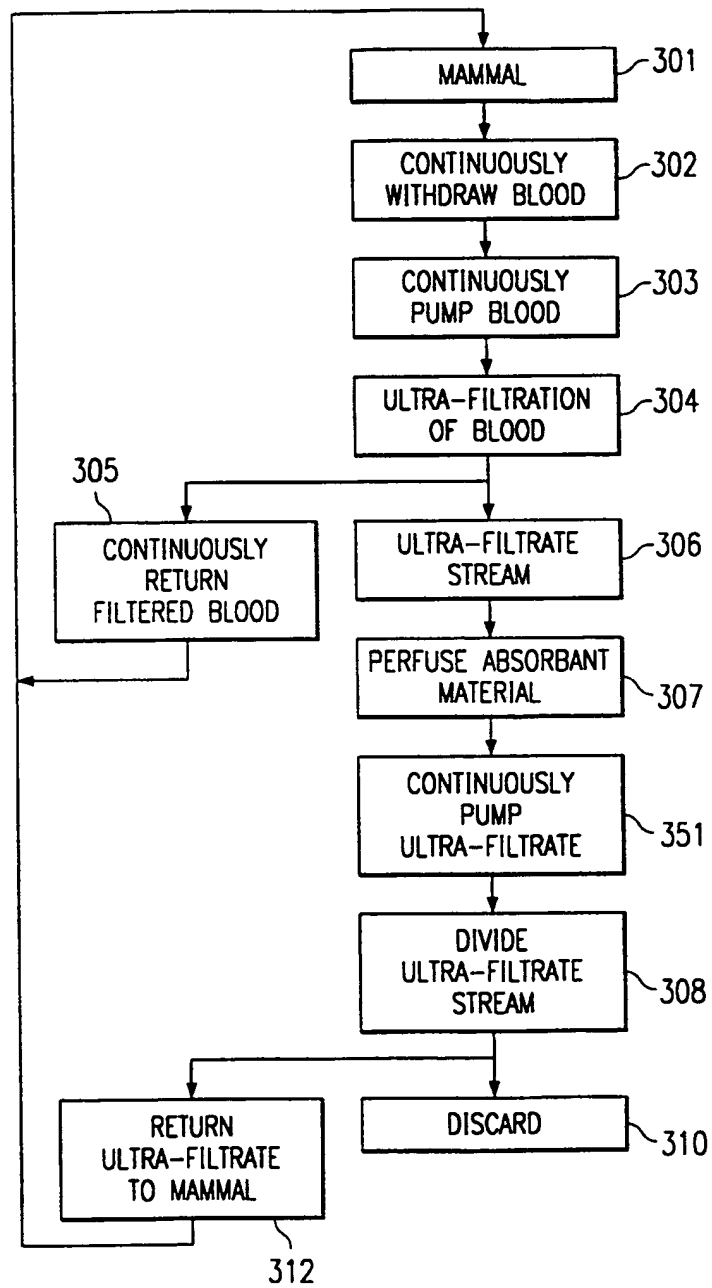 MAMMAL
301
CONTINUOUSLY
WITHDRAW BLOOD
302
CONTINUOUSLY
PUMP BLOOD
303
ULTRA-FILTRATION
OF BLOOD
304
305
CONTINUOUSLY
RETURN
FILTERED BLOOD
ULTRA-FILTRATE
STREAM
306
PERFUSE ABSORBANT
MATERIAL
307
CONTINUOUSLY
PUMP
ULTRA-FILTRATE
351
DIVIDE
ULTRA-FILTRATE
STREAM
308
RETURN
ULTRA-FILTRATE
TO MAMMAL
312
DISCARD
310